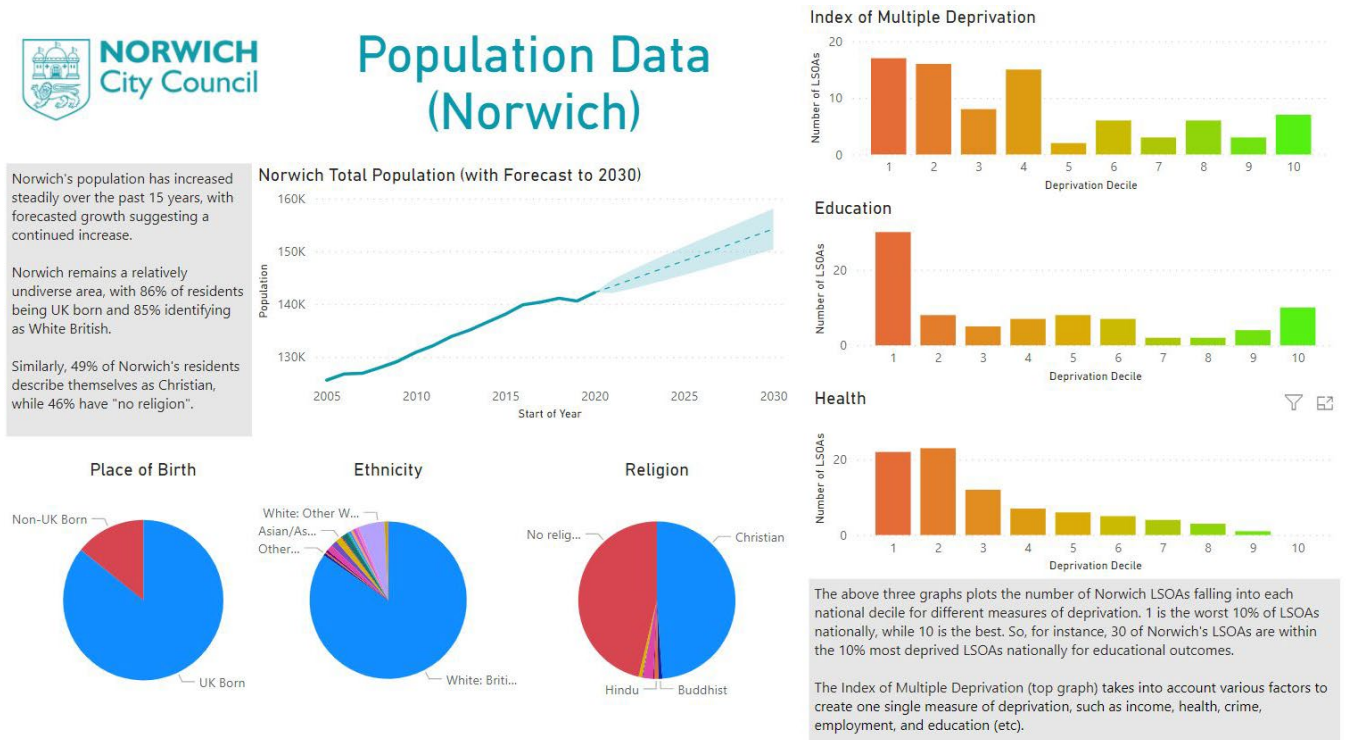 NORWICH
City Council
Population Data
(Norwich)
Norwich's population has increased
steadily over the past 15 years, with
forecasted growth suggesting a
continued increase.
Norwich remains a relatively
undiverse area, with 86% of residents
being UK born and 85% identifying
as White British.
Similarly, 49% of Norwich's residents
describe themselves as Christian,
while 46% have "no religion".
Norwich Total Population (with Forecast to 2030)
Population
160K
150K
140K
130K
2005 2010 2015 2020 2025 2030
Start of Year
Place of Birth
Non-UK Born
UK Born
Ethnicity
White: Other W...
Asian/As...
Other...
White: Briti...
Religion
No relig...
Christian
Hindu
Buddhist
Index of Multiple Deprivation
Number of LSOAs
20
10
0
1 2 3 4 5 6 7 8 9 10
Deprivation Decile
Education
Number of LSOAs
20
0
1 2 3 4 5 6 7 8 9 10
Deprivation Decile
Health
Number of LSOAs
20
0
1 2 3 4 5 6 7 8 9 10
Deprivation Decile
The above three graphs plots the number of Norwich LSOAs falling into each
national decile for different measures of deprivation. 1 is the worst 10% of LSOAs
nationally, while 10 is the best. So, for instance, 30 of Norwich's LSOAs are within
the 10% most deprived LSOAs nationally for educational outcomes.
The Index of Multiple Deprivation (top graph) takes into account various factors to
create one single measure of deprivation, such as income, health, crime,
employment, and education (etc).